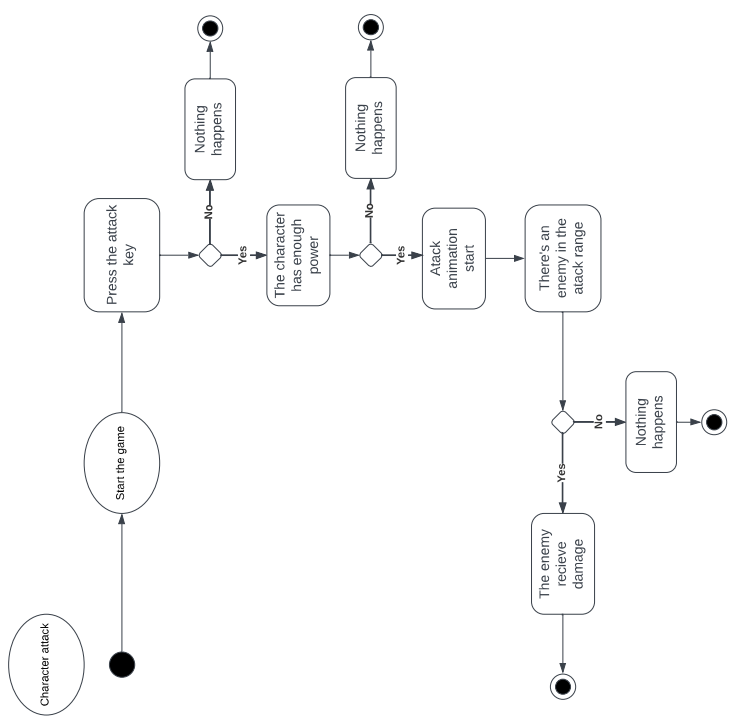 Character attack
Start the game
Press the attack
key
No
Nothing
happens
Yes
The character
has enough
power
No
Nothing
happens
Yes
Atack
animation
start
There's an
enemy in the
atack range
No
Nothing
happens
Yes
The enemy
recieve
damage